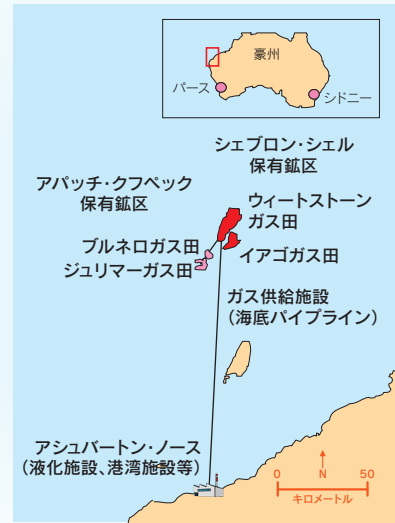 豪州
パース
シドニー
シェブロン・シェル
保有鉱区
アパッチ・クフペック
保有鉱区
ウィートストーン
ガス田
ブルネロガス田
ジュリマーガス田
イアゴガス田
ガス供給施設
（海底パイプライン）
アシュバートン・ノース
（液化施設、港湾施設等）
0
N
50
キロメートル